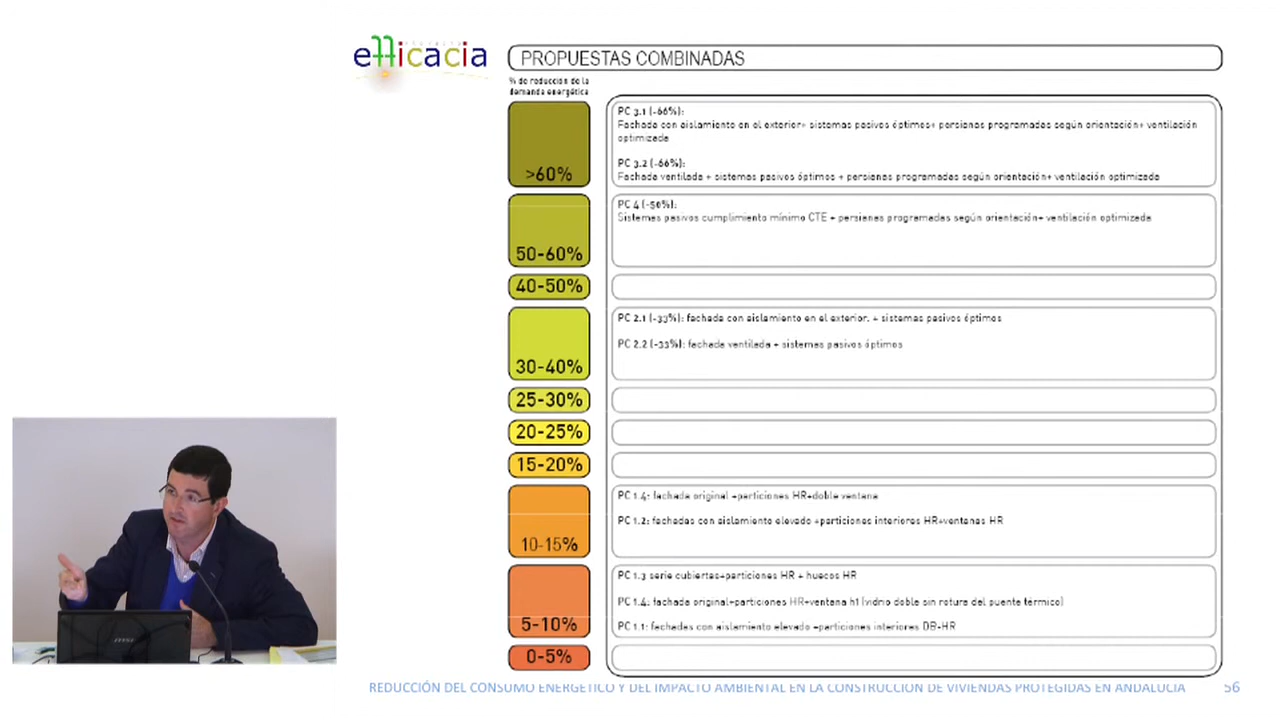 efficacia
PROPUESTAS COMBINADAS
% de reducción de la
demanda energética
>60%
PC 3.1 (-66%):
Fachada con aislamiento en el exterior+ sistemas pasivos óptimos+ persianas programadas según orientación+ ventilación
optimizada
PC 3.2 (-66%):
Fachada ventilada + sistemas pasivos óptimos + persianas programadas según orientación+ ventilación optimizada
50-60%
PC 4 (-50%):
Sistemas pasivos cumplimiento mínimo CTE + persianas programadas según orientación+ ventilación optimizada
40-50%
30-40%
PC 2.1 (-33%): fachada con aislamiento en el exterior. + sistemas pasivos óptimos
PC 2.2 (-33%): fachada ventilada + sistemas pasivos óptimos
25-30%
20-25%
15-20%
10-15%
PC 1.4: fachada original +particiones HR+doble ventana
PC 1.2: fachadas con aislamiento elevado +particiones interiores HR+ventanas HR
5-10%
PC 1.3 serie cubiertas+particiones HR + huecos HR
PC 1.4: fachada original+particiones HR+ventana h1 (vidrio doble sin rotura del puente térmico)
PC 1.1: fachadas con aislamiento elevado +particiones interiores DB-HR
0-5%
REDUCCIÓN DEL CONSUMO ENERGÉTICO Y DEL IMPACTO AMBIENTAL EN LA CONSTRUCCIÓN DE VIVIENDAS PROTEGIDAS EN ANDALUCÍA 56
msi